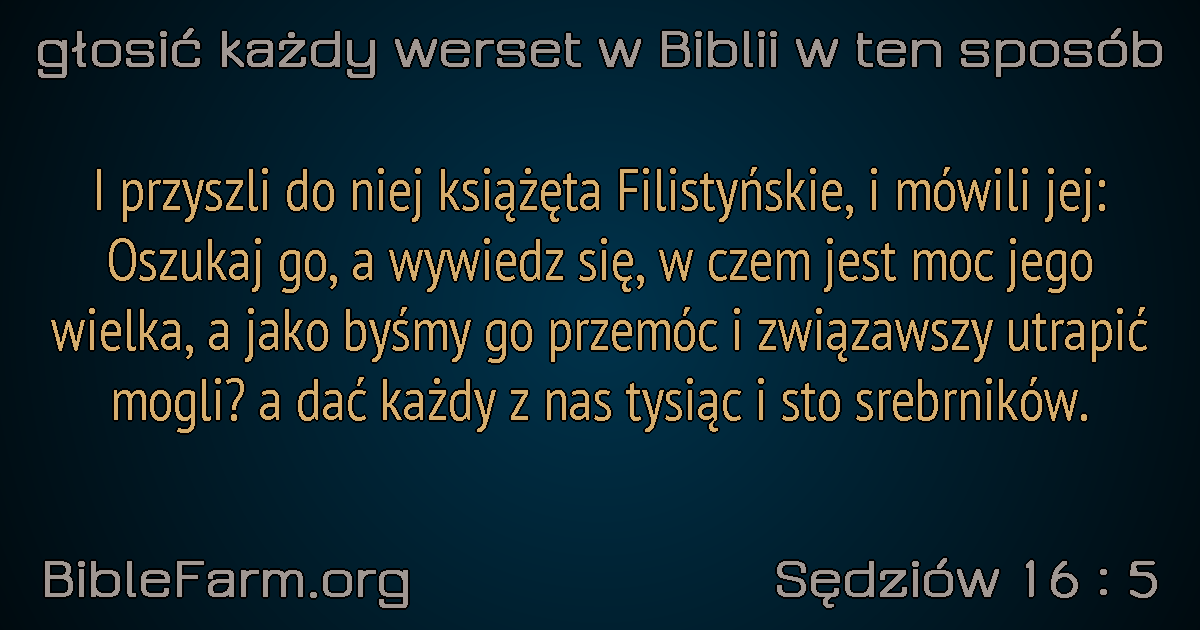 głosić każdy werset w Biblii w ten sposób
I przyszli do niej książęta Filistyńskie, i mówili jej:
Oszukaj go, a wywiedz się, w czem jest moc jego
wielka, a jako byśmy go przemóc i związawszy utrapić
mogli? a dać każdy z nas tysiąc i sto srebrników.
BibleFarm.org
Sędziów 16 : 5